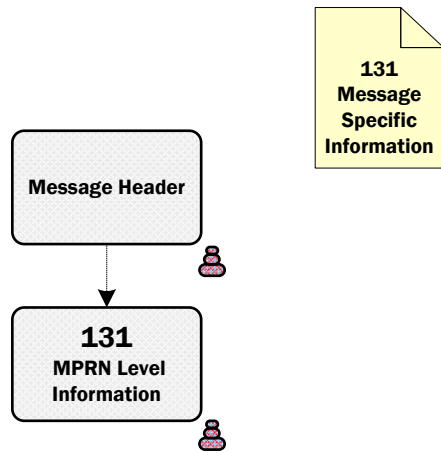 131
Message
Specific
Information
Message Header
131
MPRN Level
Information